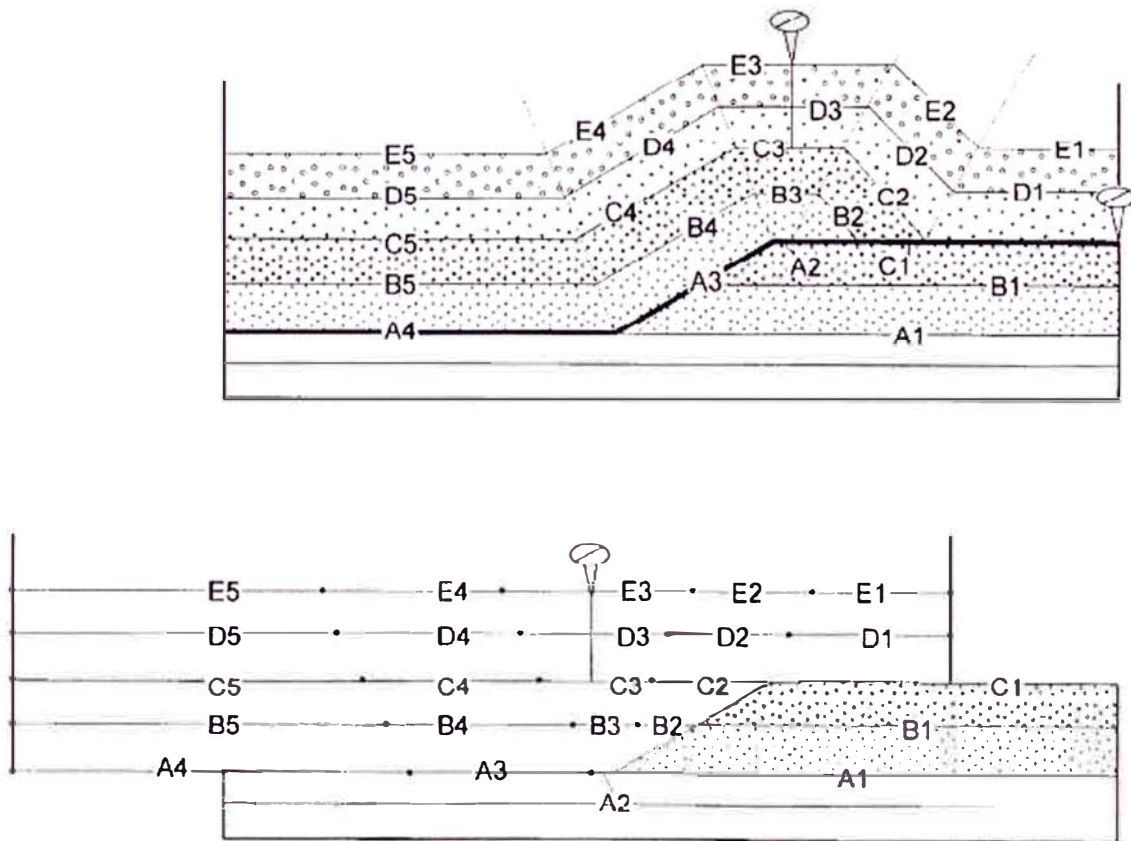 E3
E4 D3 E2
E5 D4 C3 D2 E1
D5 C4 B3 C2 D1
C5 B4 B2
B5 A3 A2 C1 B1
A4 A1
E5 E4 E3 E2 E1
D5 D4 D3 D2 D1
C5 C4 C3 C2 C1
B5 B4 B3 B2 B1
A4 A3 A1
A2